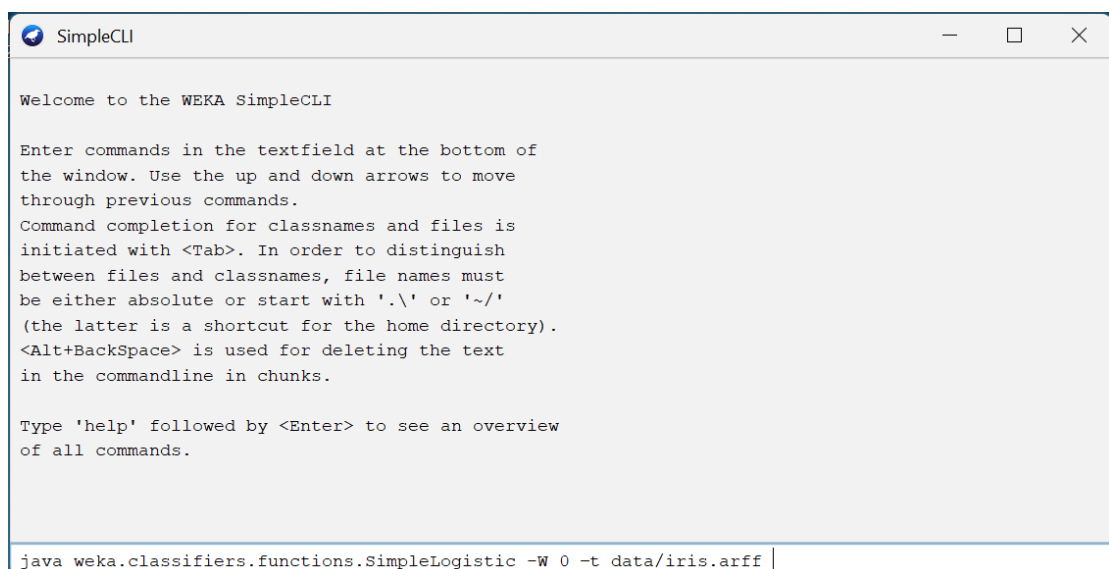 SimpleCLI
Welcome to the WEKA SimpleCLI
Enter commands in the textfield at the bottom of
the window. Use the up and down arrows to move
through previous commands.
Command completion for classnames and files is
initiated with <Tab>. In order to distinguish
between files and classnames, file names must
be either absolute or start with '.\' or '~/'
(the latter is a shortcut for the home directory).
<Alt+BackSpace> is used for deleting the text
in the commandline in chunks.
Type 'help' followed by <Enter> to see an overview
of all commands.
java weka.classifiers.functions.SimpleLogistic -W 0 -t data/iris.arff